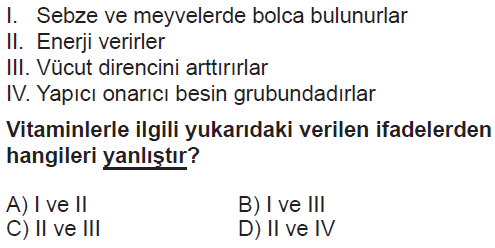 I. Sebze ve meyvelerde bolca bulunurlar
II. Enerji verirler
III. Vücut direncini arttırırlar
IV. Yapıcı onarıcı besin grubundadırlar
Vitaminlerle ilgili yukarıdaki verilen ifadelerden
hangileri yanlıştır?
A) I ve II B) I ve III
C) II ve III D) II ve IV